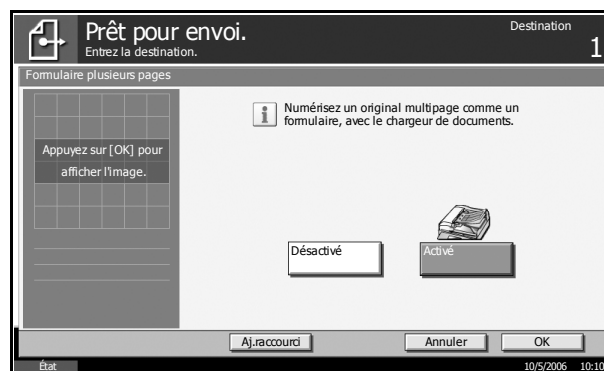 Prêt pour envoi.
Entrez la destination.
Destination
1
Formulaire plusieurs pages
Appuyez sur [OK] pour
afficher l'image.
Numérisez un original multipage comme un
formulaire, avec le chargeur de documents.
Désactivé
Activé
Aj.raccourci
Annuler
OK
État
10/5/2006 10:10